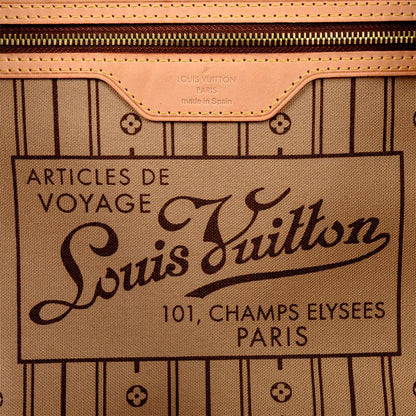 LOUIS VUITTON
PARIS
made in Spain
ARTICLES DE
VOYAGE
Louis Vuitton
101, CHAMPS ELYSEES
PARIS